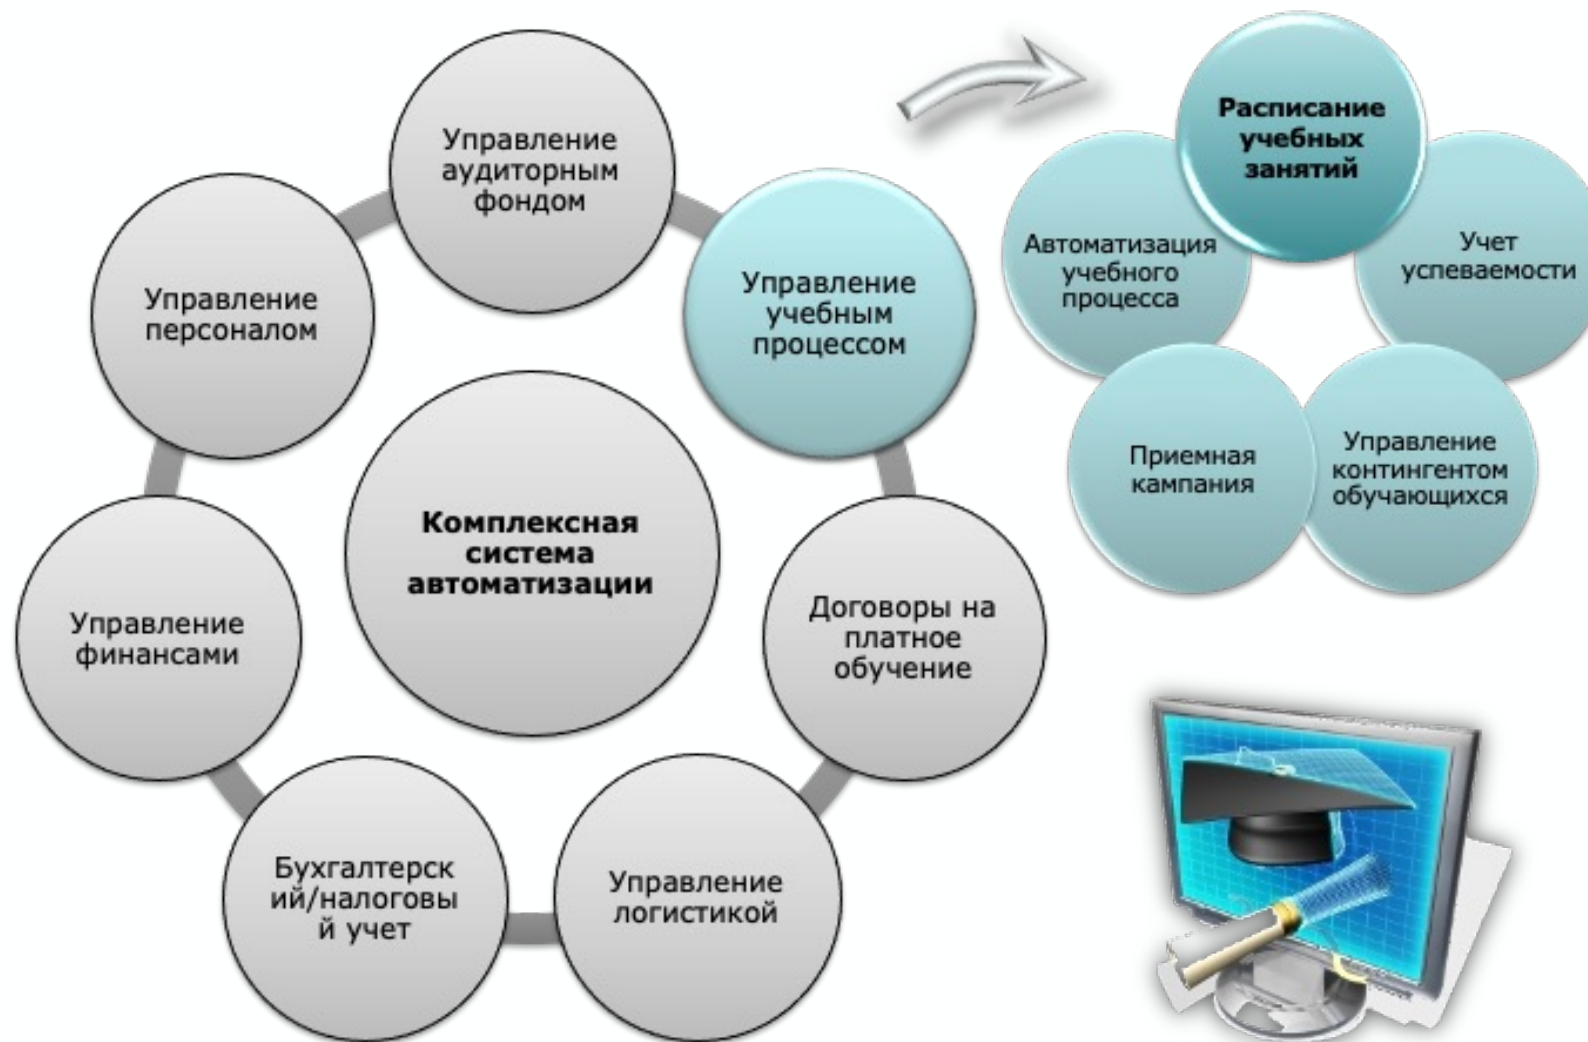 Управление
аудиторным
фондом
Управление
учебным
процессом
Договоры на
платное
обучение
Управление
логистикой
Бухгалтерск
ий/налоговы
й учет
Управление
финансами
Управление
персоналом
Комплексная
система
автоматизации
Расписание
учебных
занятий
Учет
успеваемости
Управление
контингентом
обучающихся
Приемная
кампания
Автоматизация
учебного
процесса